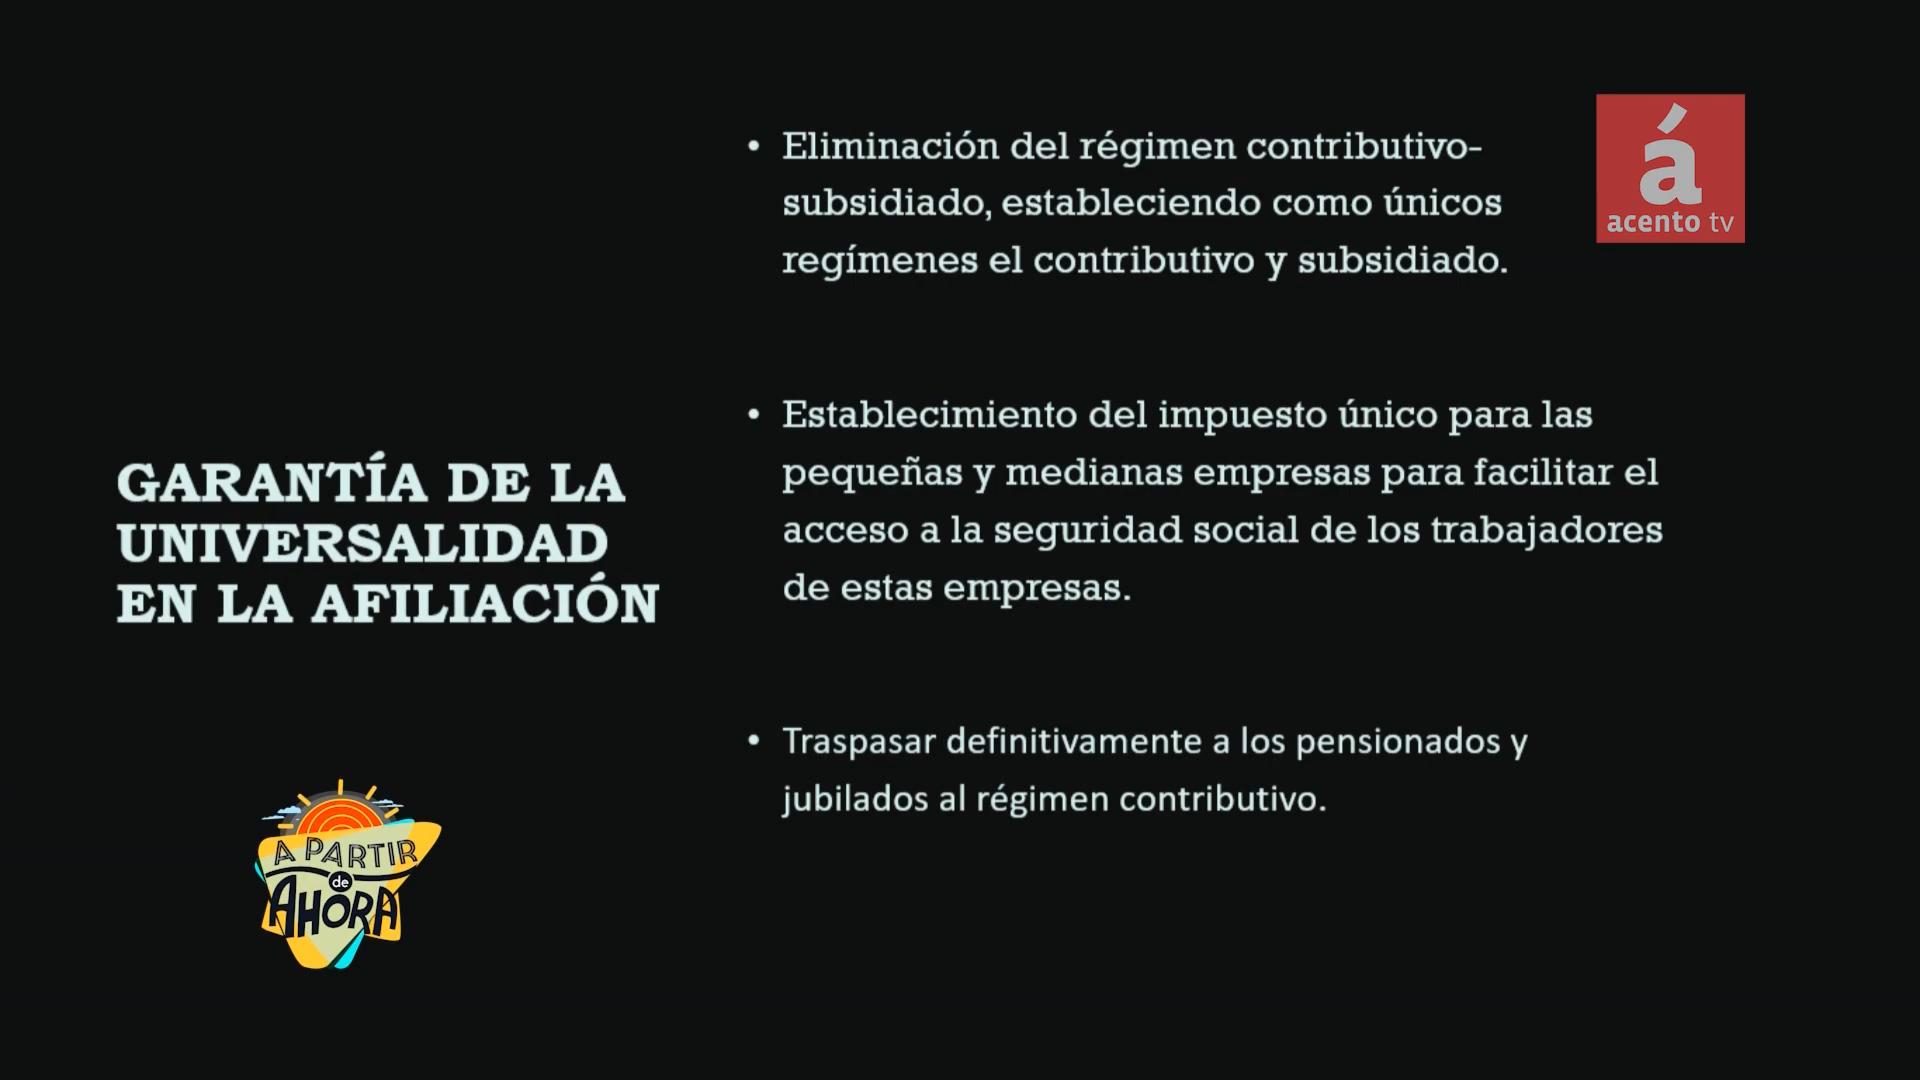 GARANTÍA DE LA
UNIVERSALIDAD
EN LA AFILIACIÓN
• Eliminación del régimen contributivo-
subsidiado, estableciendo como únicos
regímenes el contributivo y subsidiado.
• Establecimiento del impuesto único para las
pequeñas y medianas empresas para facilitar el
acceso a la seguridad social de los trabajadores
de estas empresas.
• Traspasar definitivamente a los pensionados y
jubilados al régimen contributivo.
á
acento tv
A PARTIR
de
AHORA